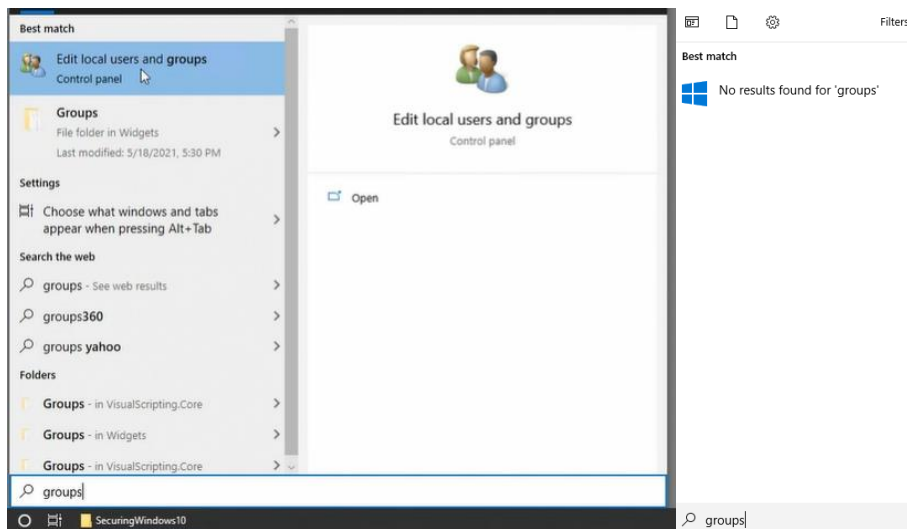 Best match
Edit local users and groups
Control panel
Groups
File folder in Widgets
Last modified: 5/18/2021, 5:30 PM
Settings
Choose what windows and tabs
appear when pressing Alt+Tab
Search the web
groups - See web results
groups360
groups yahoo
Folders
Groups - in VisualScripting.Core
Groups - in Widgets
Groups - in VisualScripting.Core
groups
SecuringWindows10
Edit local users and groups
Control panel
Open
Filters
Best match
No results found for 'groups'
groups